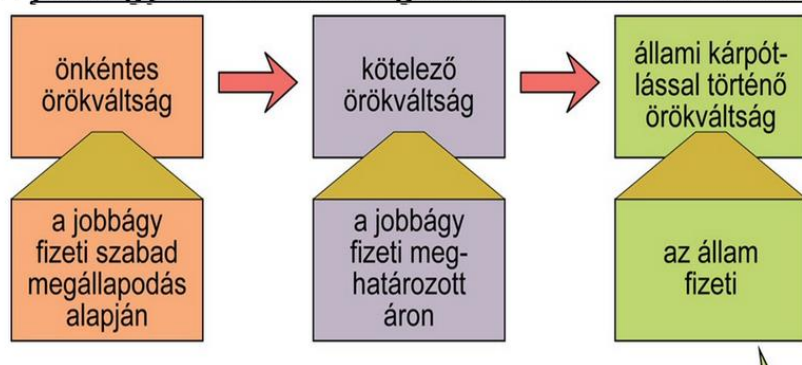 önkéntes
örökváltság
kötelező
örökváltság
állami kárpót-
lással történő
örökváltság
a jobbágy
fizeti szabad
megállapodás
alapján
a jobbágy
fizeti meg-
határozott
áron
az állam
fizeti